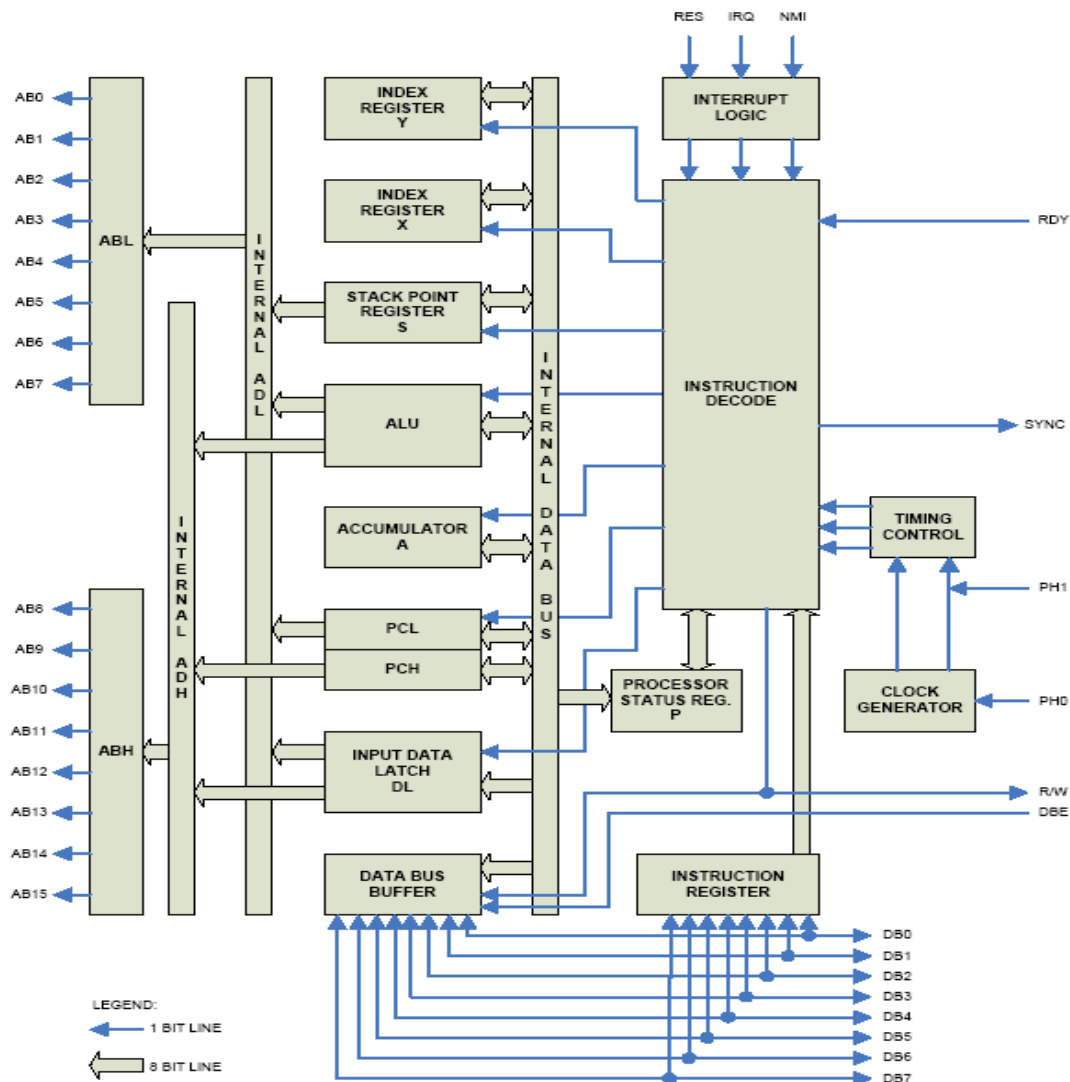 RES IRQ NMI
AB0
AB1
AB2
AB3
AB4
AB5
AB6
AB7
ABL
INTERNAL ADL
INDEX
REGISTER
Y
INDEX
REGISTER
X
STACK POINT
REGISTER
S
ALU
ACCUMULATOR
A
PCL
PCH
INPUT DATA
LATCH
DL
DATA BUS
BUFFER
INTERNAL DATA BUS
INTERRUPT
LOGIC
INSTRUCTION
DECODE
RDY
SYNC
TIMING
CONTROL
PH1
CLOCK
GENERATOR
PH0
PROCESSOR
STATUS REG.
P
R/W
DBE
INSTRUCTION
REGISTER
AB8
AB9
AB10
AB11
AB12
AB13
AB14
AB15
ABH
INTERNAL ADH
DB0
DB1
DB2
DB3
DB4
DB5
DB6
DB7
LEGEND:
1 BIT LINE
8 BIT LINE